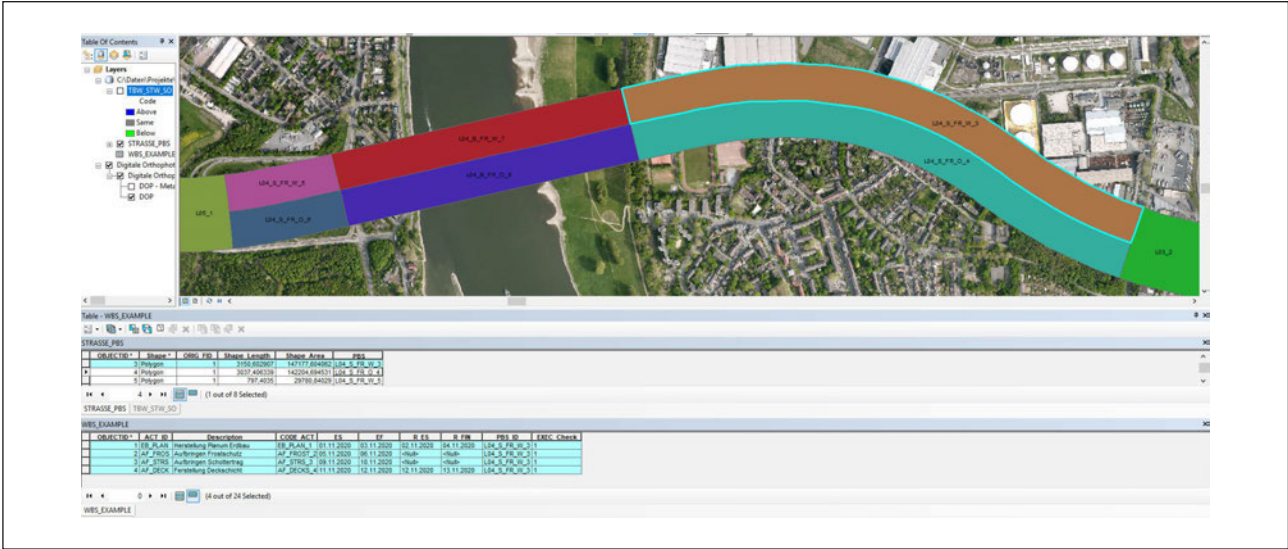 Table Of Contents
Layers
C:\Daten\Projekte\
TBW_STW_SO
Code
Above
Same
Below
STRASSE_PBS
WBS_EXAMPLE
Digitale Orthophot
Digitale Orthop
DOP - Meta
DOP
L04_S_FR_W_7
L04_S_FR_W_3
L04_S_FR_O_4
L04_S_FR_W_5
L04_S_FR_O_6
Table - WBS_EXAMPLE
STRASSE_PBS
OBJECTID * Shape * ORIG_FID Shape_Length Shape_Area PBS
3 Polygon 1 3150,602907 147177,604062 L04_S_FR_W_3
4 Polygon 1 3037,406339 142204,694531 L04_S_FR_O_4
5 Polygon 1 797,4035 29780,64029 L04_S_FR_W_5
4 (1 out of 8 Selected)
STRASSE_PBS TBW_STW_SO
WBS_EXAMPLE
OBJECTID * ACT_ID Description CODE_ACT ES EF R_ES R_FIN PBS_ID EXEC_Check
1 EB_PLAN Herstellung Planum Erdbau EB_PLAN_1 01.11.2020 03.11.2020 02.11.2020 04.11.2020 L04_S_FR_W_3 1
2 AF_FROS Aufbringen Frostschutz AF_FROST_2 05.11.2020 06.11.2020 <Null> <Null> L04_S_FR_W_3 1
3 AF_STRS Aufbringen Schottertrag AF_STRS_3 09.11.2020 10.11.2020 <Null> <Null> L04_S_FR_W_3 1
4 AF_DECK AF_DECKS_4 11.11.2020 12.11.2020 12.11.2020 13.11.2020 L04_S_FR_W_3 1
0 (4 out of 24 Selected)
WBS_EXAMPLE